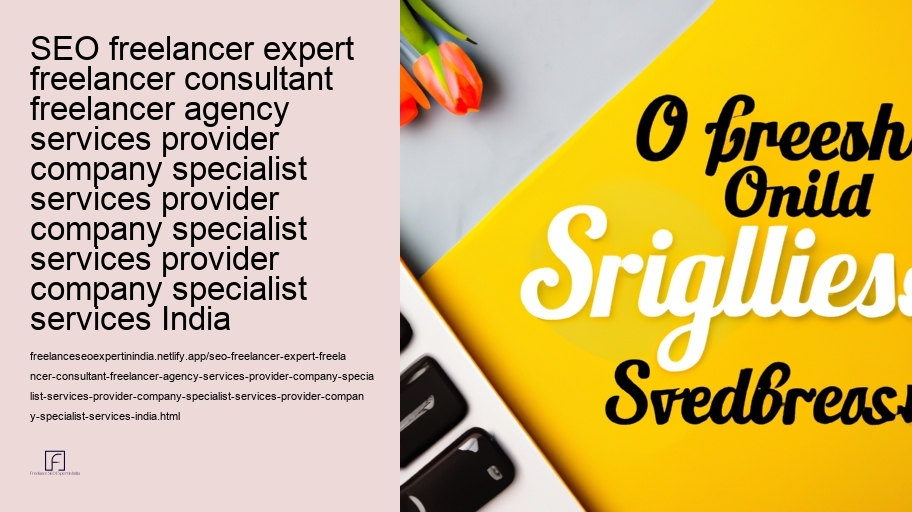 SEO freelancer expert
freelancer consultant
freelancer agency
services provider
company specialist
services provider
company specialist
services provider
company specialist
services India
freelanceseoexpertinindia.netlify.app/seo-freelancer-expert-freela
ncer-consultant-freelancer-agency-services-provider-company-specia
list-services-provider-company-specialist-services-provider-compan
y-specialist-services-india.html
F
O freesh
Onild
Srigllies
Svedbreas